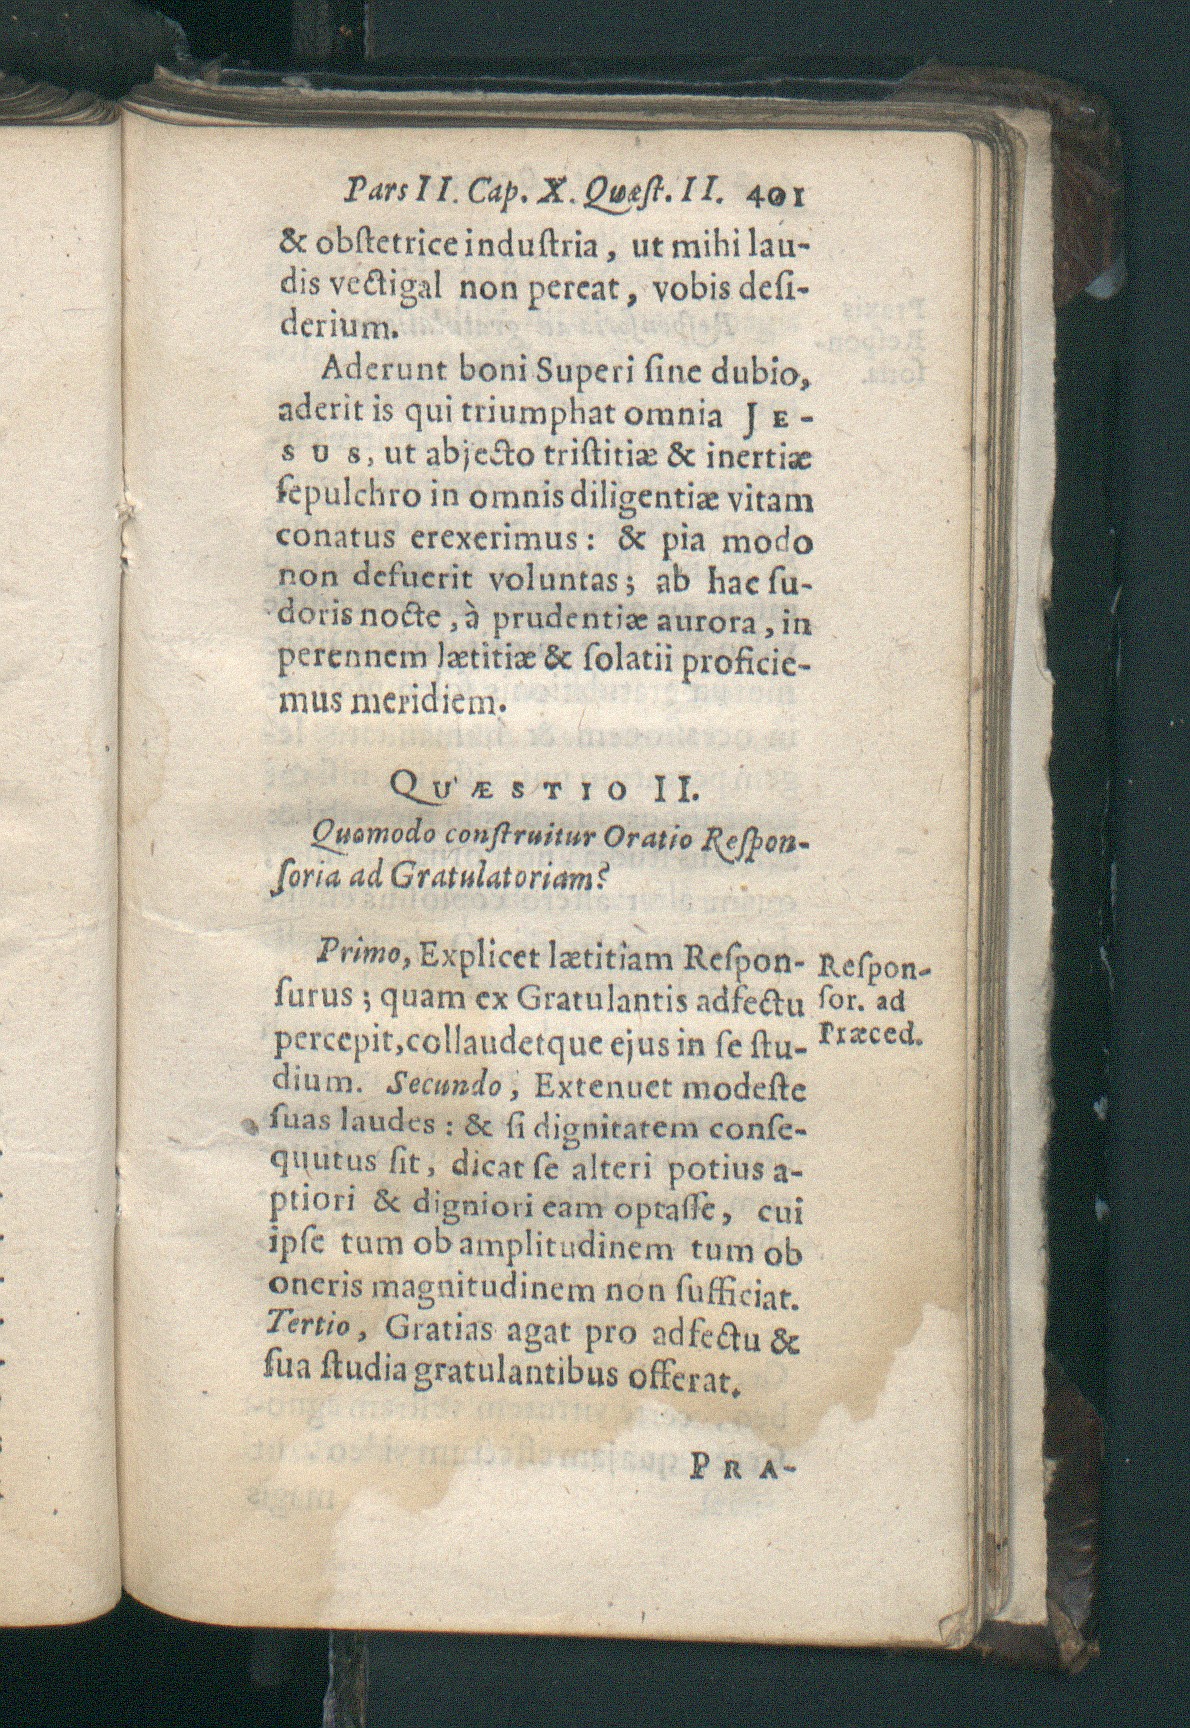 Pars II. Cap. X. Quæſt. II. 401
& obſtetrice induſtria, ut mihi lau-
dis vectigal non pereat, vobis deſi-
derium.
Aderunt boni Superi ſine dubio,
aderit is qui triumphat omnia JE-
SUS, ut abjecto triſtitiæ & inertiæ
ſepulchro in omnis diligentiæ vitam
conatus erexerimus: & pia modo
non defuerit voluntas; ab hac ſu-
doris nocte, à prudentiæ aurora, in
perennem lætitiæ & ſolatii proficie-
mus meridiem.
QUÆSTIO II.
Quomodo conſtruitur Oratio Reſpon-
ſoria ad Gratulatoriam?
Primo, Explicet lætitiam Reſpon-
ſurus; quam ex Gratulantis adfectu
percepit, collaudetque ejus in ſe ſtu-
dium. Secundo, Extenuet modeſte
ſuas laudes: & ſi dignitatem conſe-
quutus ſit, dicat ſe alteri potius a-
ptiori & digniori eam optaſſe, cui
ipſe tum ob amplitudinem tum ob
oneris magnitudinem non ſufficiat.
Tertio, Gratias agat pro adfectu &
ſua ſtudia gratulantibus offerat.
Reſpon-
ſor. ad
Præced.
PRA-